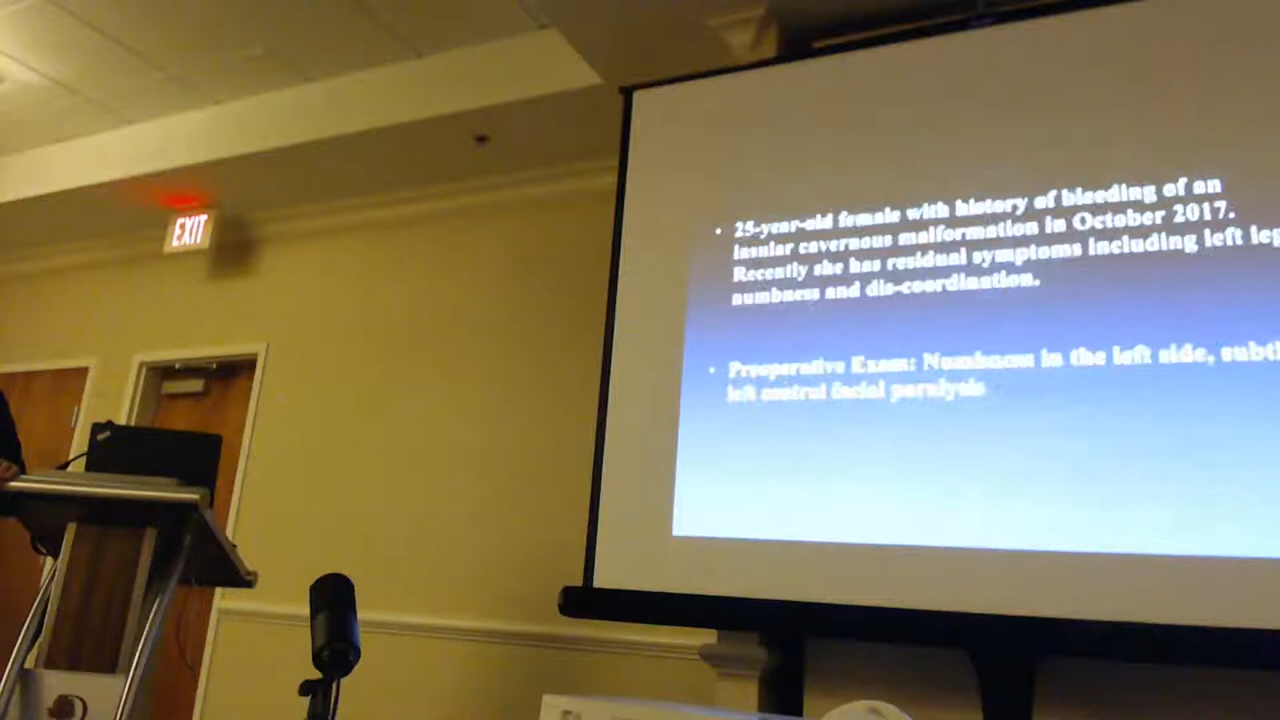 EXIT
• 25-year-old female with history of bleeding of an
insular cavernous malformation in October 2017.
Recently she has residual symptoms including left leg
numbness and dis-coordination.
• Preoperative Exam: Numbness in the left side,
left central facial paralysis